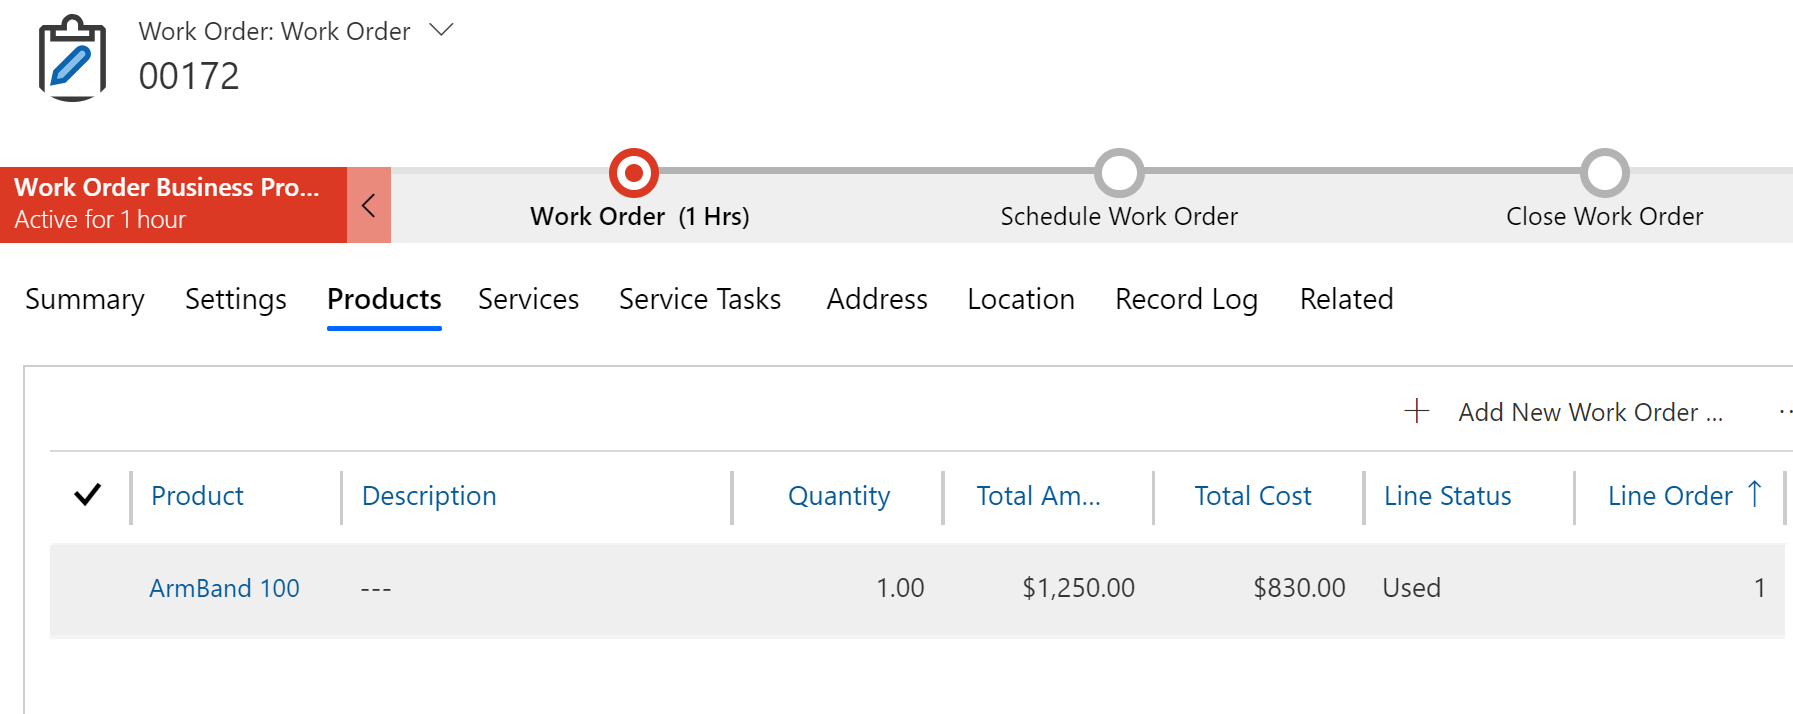 Work Order: Work Order
00172
Work Order Business Pro...
Active for 1 hour
Work Order (1 Hrs)
Schedule Work Order
Close Work Order
Summary Settings Products Services Service Tasks Address Location Record Log Related
Add New Work Order ...
Product Description Quantity Total Am... Total Cost Line Status Line Order
ArmBand 100 --- 1.00 $1,250.00 $830.00 Used 1